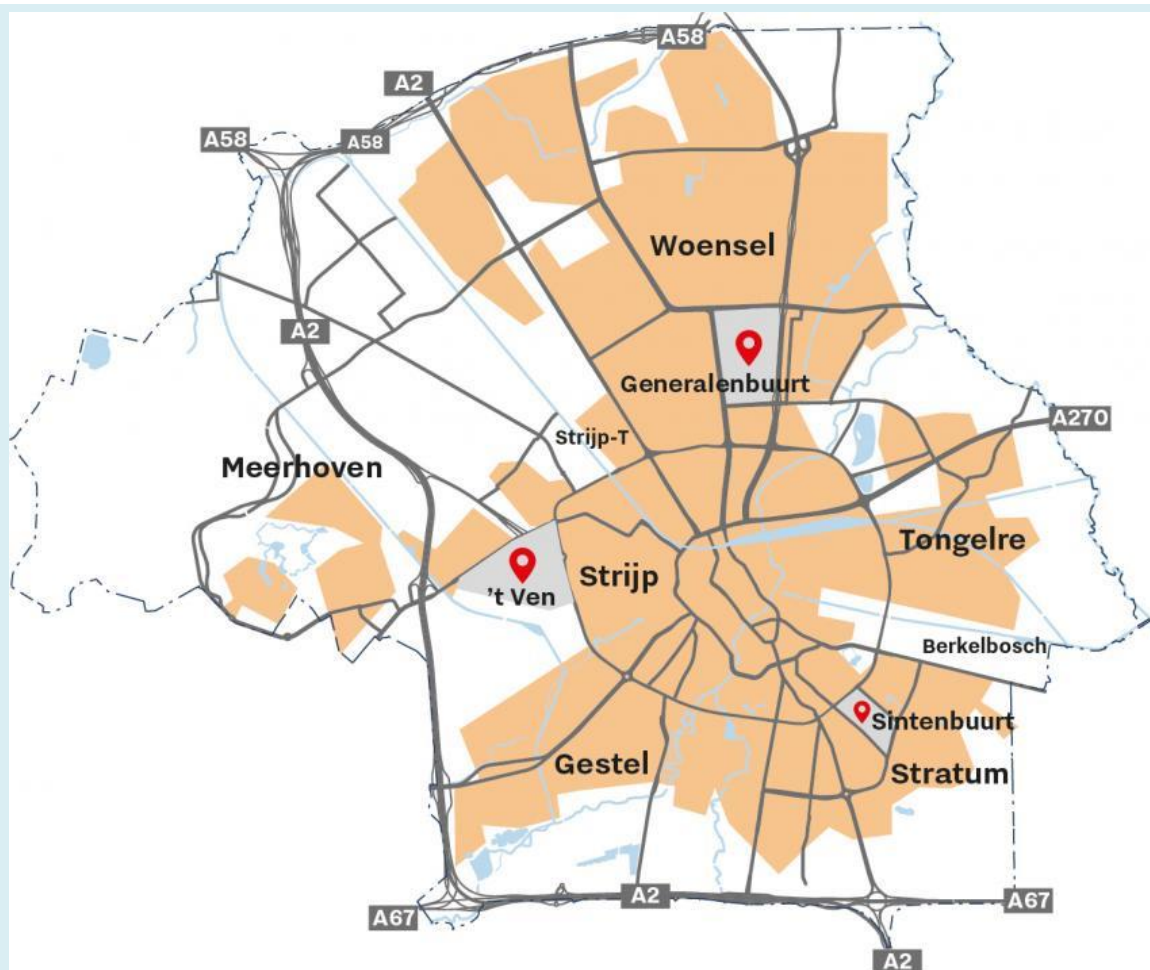 A58
A2
A58
A58
Woensel
A2
Generalenbuurt
A270
Strijp-T
Meerhoven
Tongelre
Strijp
't Ven
Berkelbosch
Sintenbuurt
Gestel
Stratum
A2
A67
A67
A2